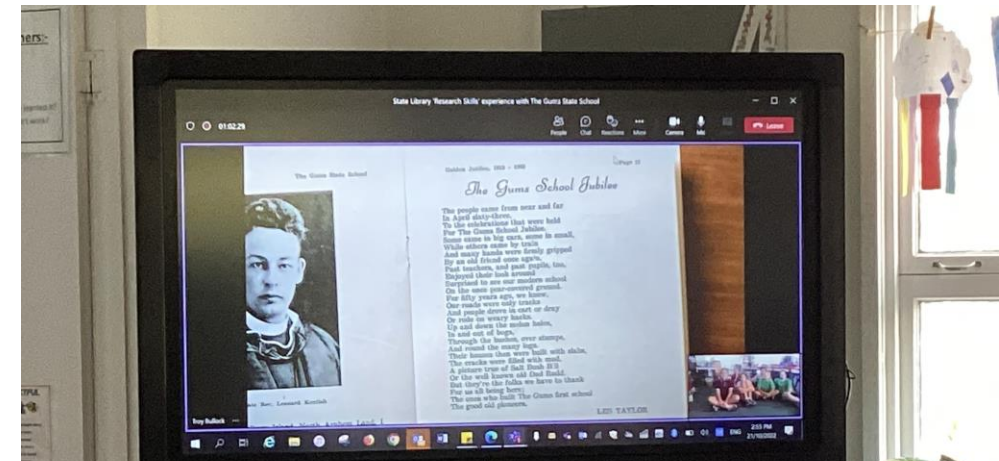 ners:-
State Library 'Research Skills' experience with The Gums State School
01:02:29
People Chat Reactions More Camera Mic Leave
The Gums State School
Golden Jubilee,
Page
The Gums School Jubilee
The people came from near and far
In April sixty-three,
To the celebrations that were held
For The Gums School Jubilee.
Some came in big cars, some in small,
While others came by train
And many hands were firmly gripped
By an old friend once again.
Past teachers, and past pupils, too,
Enjoyed their look around
Surprised to see our modern school
On the once pear-covered ground.
For fifty years ago, we know,
Our roads were only tracks
And people drove in cart or dray
Or rode on weary hacks.
Up and down the melon holes,
In and out of bogs,
Through the bushes, over stumps,
And round the many logs.
Their houses then were built with slabs,
The cracks were filled with mud.
A picture true of Salt Bush Bill
Or the well known old Dad Rudd.
But they're the folks we have to thank
For us all being here;
The ones who built The Gums first school
The good old pioneers.
LES TAYLOR
Rev. Leonard Kentish
Troy Bullock
ENG
2:55 PM
21/10/2022